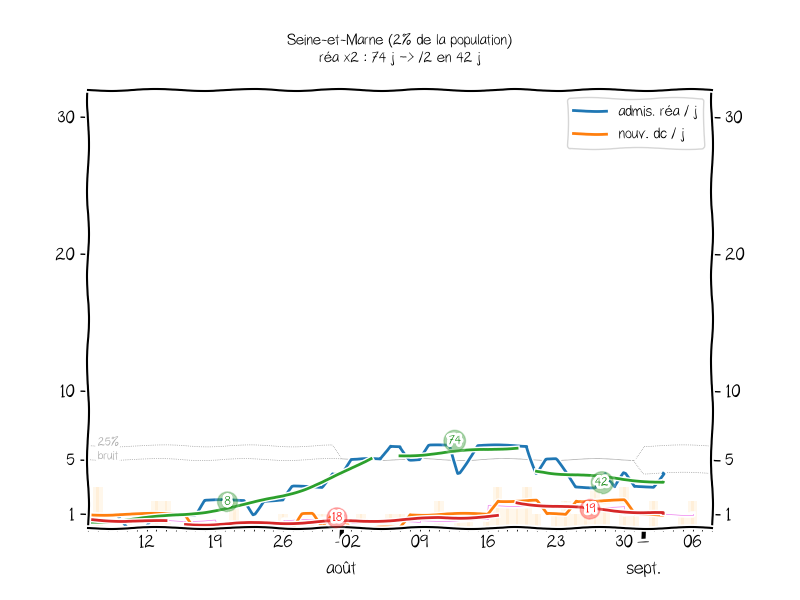 Seine-et-Marne (2% de la population)
réa x2 : 74 j -> /2 en 42 j
admis. réa / j
nouv. dc / j
30
30
20
20
10
10
25%
bruit
5
5
1
1
8
18
74
42
19
12 19 26 02 09 16 23 30 06
août sept.